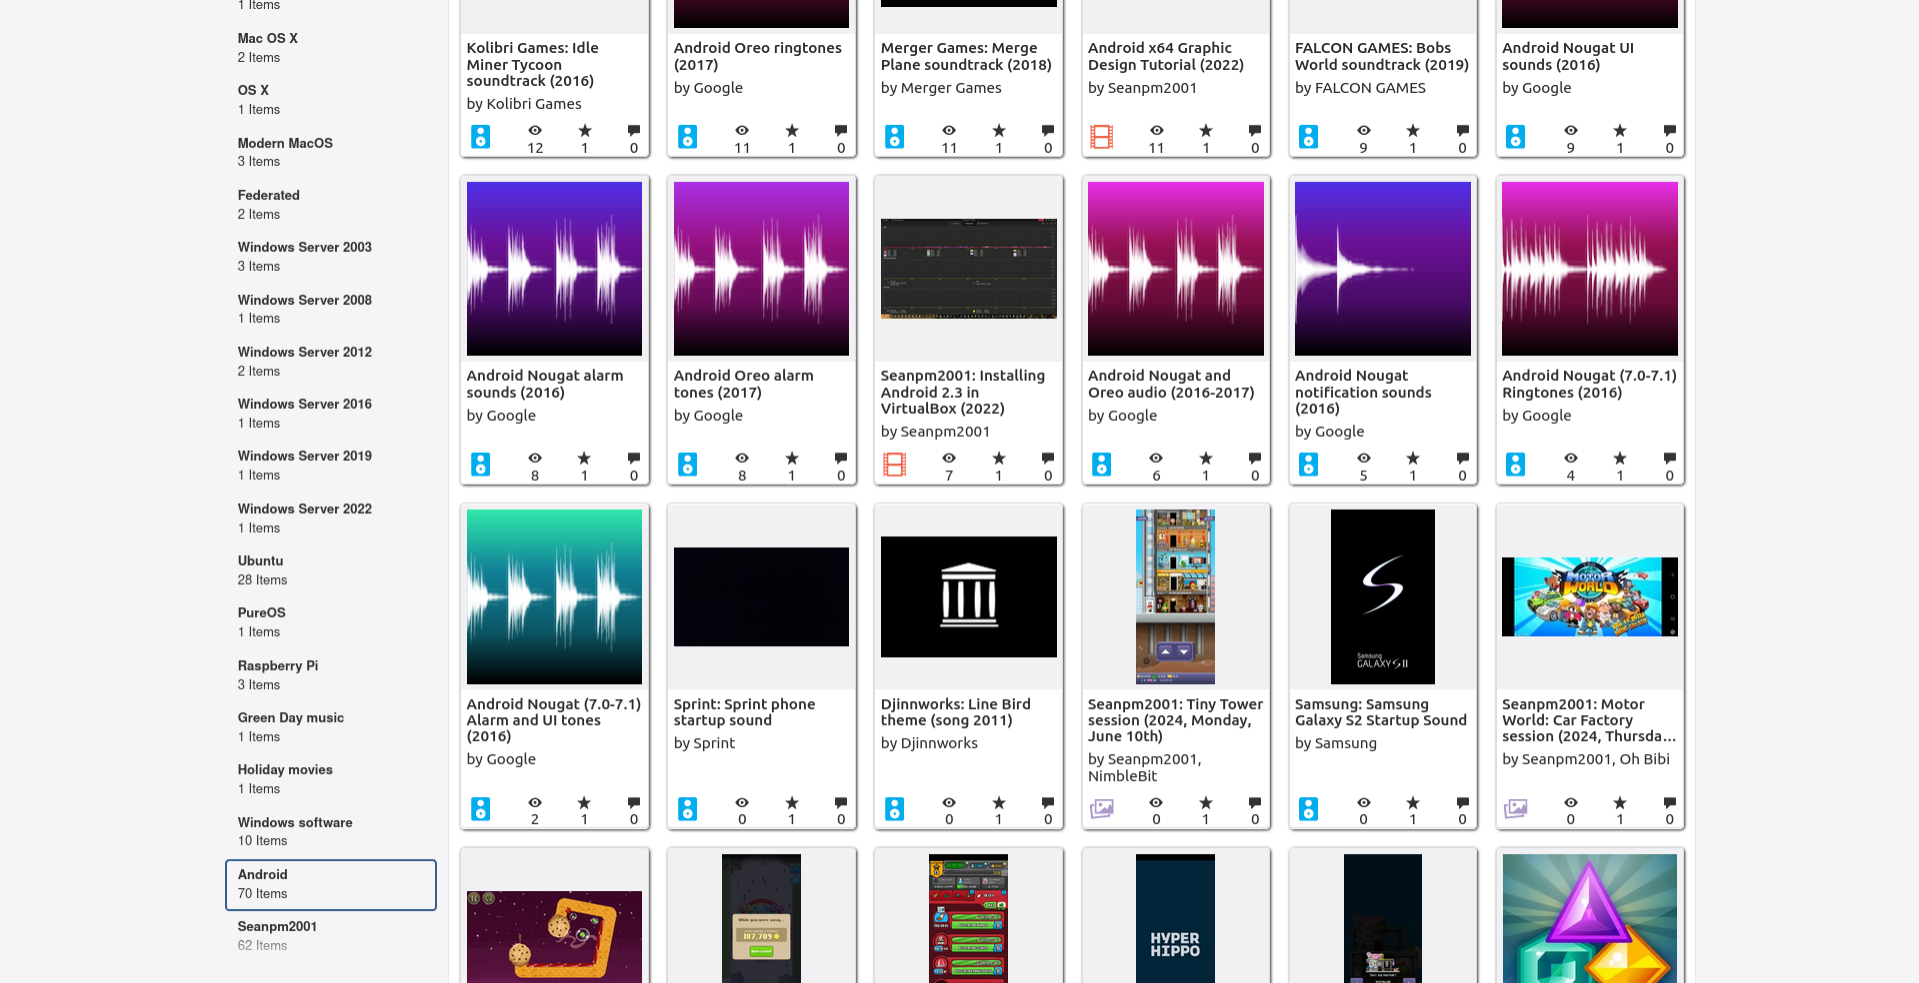 1 Items
Mac OS X
2 Items
OS X
1 Items
Modern MacOS
3 Items
Federated
2 Items
Windows Server 2003
3 Items
Windows Server 2008
1 Items
Windows Server 2012
2 Items
Windows Server 2016
1 Items
Windows Server 2019
1 Items
Windows Server 2022
1 Items
Ubuntu
28 Items
PureOS
1 Items
Raspberry Pi
3 Items
Green Day music
1 Items
Holiday movies
1 Items
Windows software
10 Items
Android
70 Items
Seanpm2001
62 Items
Kolibri Games: Idle
Miner Tycoon
soundtrack (2016)
by Kolibri Games
12 1 0
Android Oreo ringtones
(2017)
by Google
11 1 0
Merger Games: Merge
Plane soundtrack (2018)
by Merger Games
11 1 0
Android x64 Graphic
Design Tutorial (2022)
by Seanpm2001
11 1 0
FALCON GAMES: Bobs
World soundtrack (2019)
by FALCON GAMES
9 1 0
Android Nougat UI
sounds (2016)
by Google
9 1 0
Android Nougat alarm
sounds (2016)
by Google
8 1 0
Android Oreo alarm
tones (2017)
by Google
8 1 0
Seanpm2001: Installing
Android 2.3 in
VirtualBox (2022)
by Seanpm2001
7 1 0
Android Nougat and
Oreo audio (2016-2017)
by Google
6 1 0
Android Nougat
notification sounds
(2016)
by Google
5 1 0
Android Nougat (7.0-7.1)
Ringtones (2016)
by Google
4 1 0
Android Nougat (7.0-7.1)
Alarm and UI tones
(2016)
by Google
2 1 0
Sprint: Sprint phone
startup sound
by Sprint
0 1 0
Djinnworks: Line Bird
theme (song 2011)
by Djinnworks
0 1 0
Seanpm2001: Tiny Tower
session (2024, Monday,
June 10th)
by Seanpm2001,
NimbleBit
0 1 0
Samsung
GALAXY S II
Samsung: Samsung
Galaxy S2 Startup Sound
by Samsung
0 1 0
MOTOR
WORLD
Seanpm2001: Motor
World: Car Factory
session (2024, Thursda...
by Seanpm2001, Oh Bibi
0 1 0
While you were away...
187,709
HYPER
HIPPO